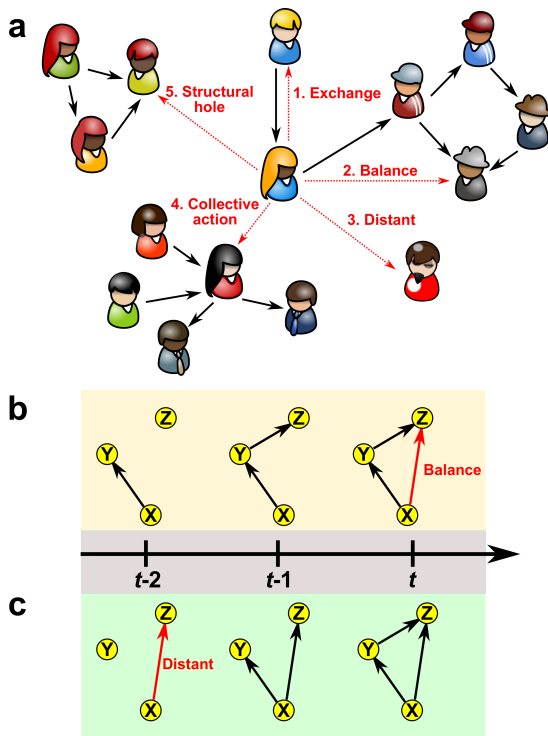 a
5. Structural
hole
1. Exchange
2. Balance
4. Collective
action
3. Distant
b
Z
Z
Z
Y
Y
Y
Balance
X
X
X
t-2
t-1
t
c
Z
Z
Z
Y
Y
Y
Distant
X
X
X